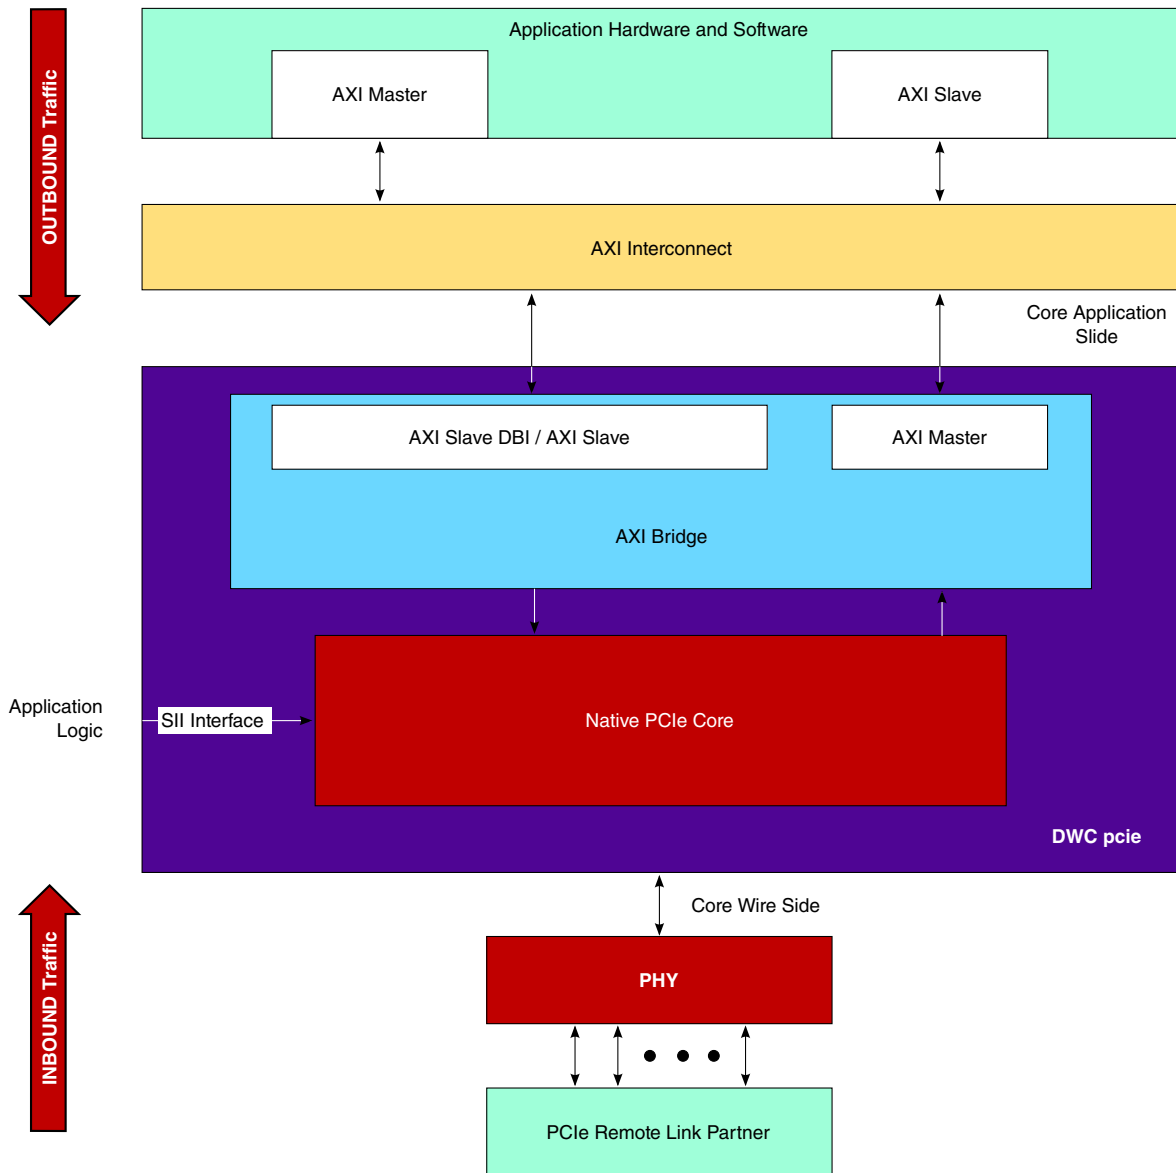 Application Hardware and Software
AXI Master
AXI Slave
OUTBOUND Traffic
AXI Interconnect
Core Application
Slide
AXI Slave DBI / AXI Slave
AXI Master
AXI Bridge
Application
Logic
SII Interface
Native PCIe Core
DWC pcie
Core Wire Side
INBOUND Traffic
PHY
PCIe Remote Link Partner